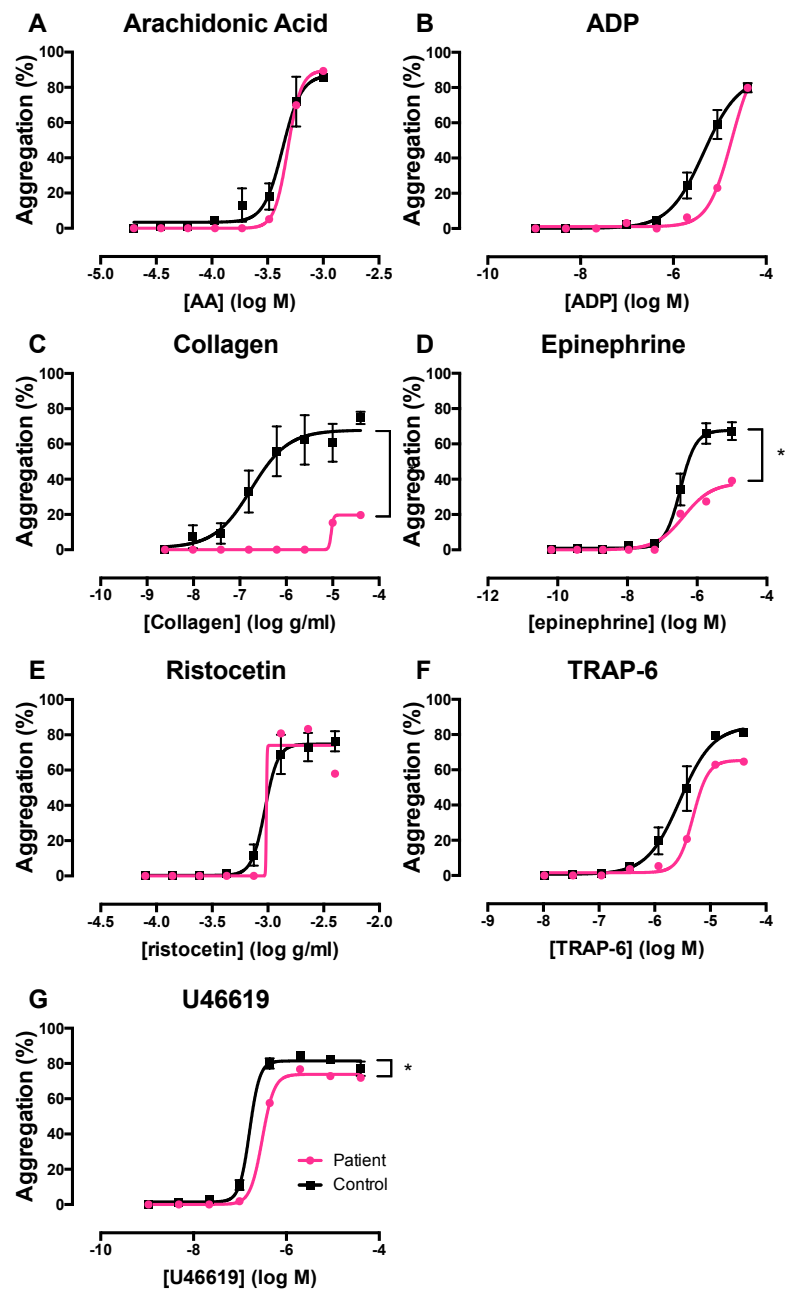 A Arachidonic Acid
Aggregation (%)
100
80
60
40
20
0
-5.0 -4.5 -4.0 -3.5 -3.0 -2.5
[AA] (log M)
B ADP
Aggregation (%)
100
80
60
40
20
0
-10 -8 -6 -4
[ADP] (log M)
C Collagen
Aggregation (%)
100
80
60
40
20
0
-10 -9 -8 -7 -6 -5 -4
[Collagen] (log g/ml)
D Epinephrine
Aggregation (%)
100
80
60
40
20
0
*
-12 -10 -8 -6 -4
[epinephrine] (log M)
E Ristocetin
Aggregation (%)
100
80
60
40
20
0
-4.5 -4.0 -3.5 -3.0 -2.5 -2.0
[ristocetin] (log g/ml)
F TRAP-6
Aggregation (%)
100
80
60
40
20
0
-9 -8 -7 -6 -5 -4
[TRAP-6] (log M)
G U46619
Aggregation (%)
100
80
60
40
20
0
*
Patient
Control
-10 -8 -6 -4
[U46619] (log M)